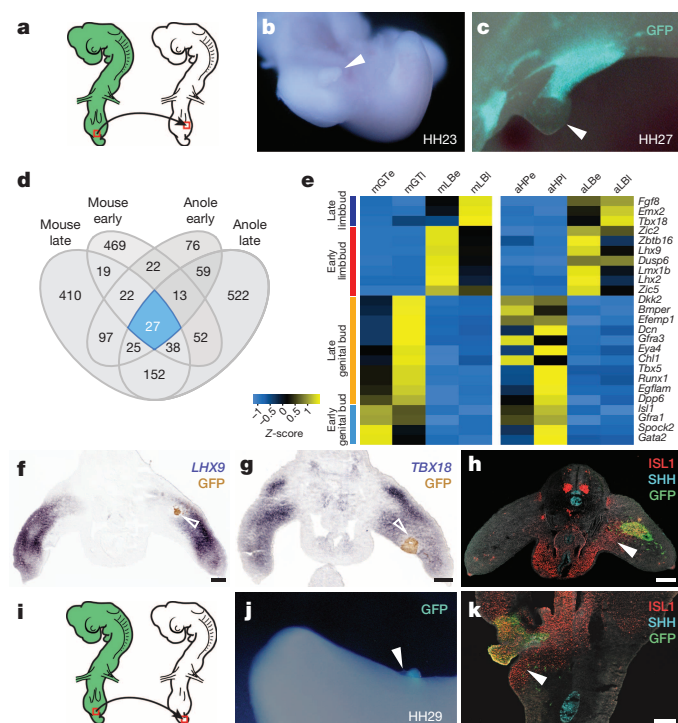 a
b
HH23
c
GFP
HH27
d
Mouse late
Mouse early
Anole early
Anole late
469
76
19
22
59
410
22
13
522
27
97
25
38
52
152
e
mGTe
mGTl
mLBe
mLBl
aHPe
aHPl
aLBe
aLBl
Late limbbud
Early limbbud
Late genital bud
Early genital bud
Fgf8
Emx2
Tbx18
Zic2
Zbtb16
Lhx9
Dusp6
Lmx1b
Lhx2
Zic5
Dkk2
Bmper
Efemp1
Dcn
Gfra3
Eya4
Chl1
Tbx5
Runx1
Egflam
Dpp6
Isl1
Gfra1
Spock2
Gata2
−1
−0.5
0
0.5
1
Z-score
f
LHX9
GFP
g
TBX18
GFP
h
ISL1
SHH
GFP
i
j
GFP
HH29
k
ISL1
SHH
GFP